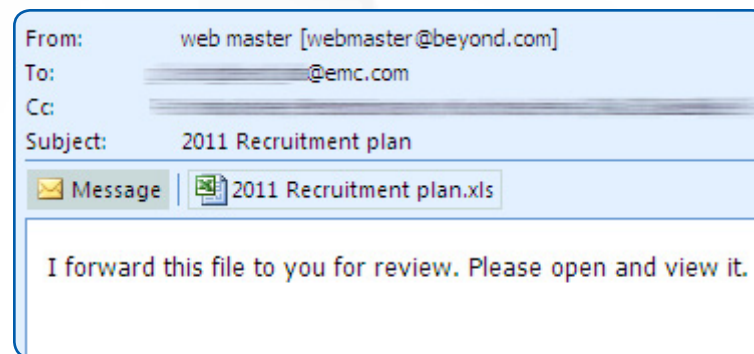 From: web master [webmaster@beyond.com]
To: @emc.com
Cc:
Subject: 2011 Recruitment plan
Message 2011 Recruitment plan.xls
I forward this file to you for review. Please open and view it.